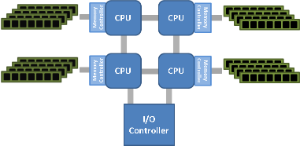 Memory
Controller
CPU
CPU
Memory
Controller
Memory
Controller
CPU
CPU
Memory
Controller
I/O
Controller